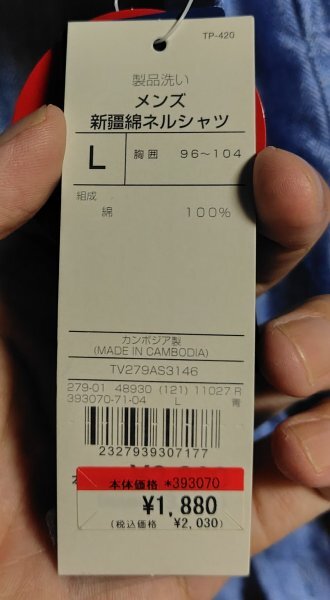 TP-420
製品洗い
メンズ
新疆綿ネルシャツ
L 胸囲 96～104
組成
綿 100%
カンボジア製
(MADE IN CAMBODIA)
TV279AS3146
279-01 48930 (121) 11027 R
393070-71-04 L 青
2327939307177
本体価格 *393070
¥1,880
(税込価格 ¥2,030)